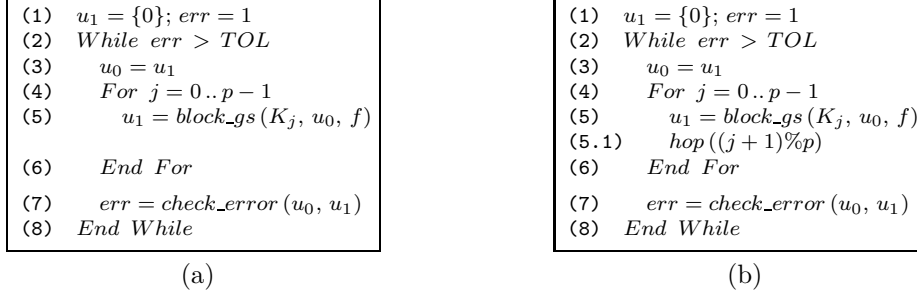 (1) u₁ = {0}; err = 1
(2) While err > TOL
(3) u₀ = u₁
(4) For j = 0 .. p − 1
(5) u₁ = block_gs (K_j, u₀, f)
(6) End For
(7) err = check_error (u₀, u₁)
(8) End While
(a)
(1) u₁ = {0}; err = 1
(2) While err > TOL
(3) u₀ = u₁
(4) For j = 0 .. p − 1
(5) u₁ = block_gs (K_j, u₀, f)
(5.1) hop ((j + 1)%p)
(6) End For
(7) err = check_error (u₀, u₁)
(8) End While
(b)